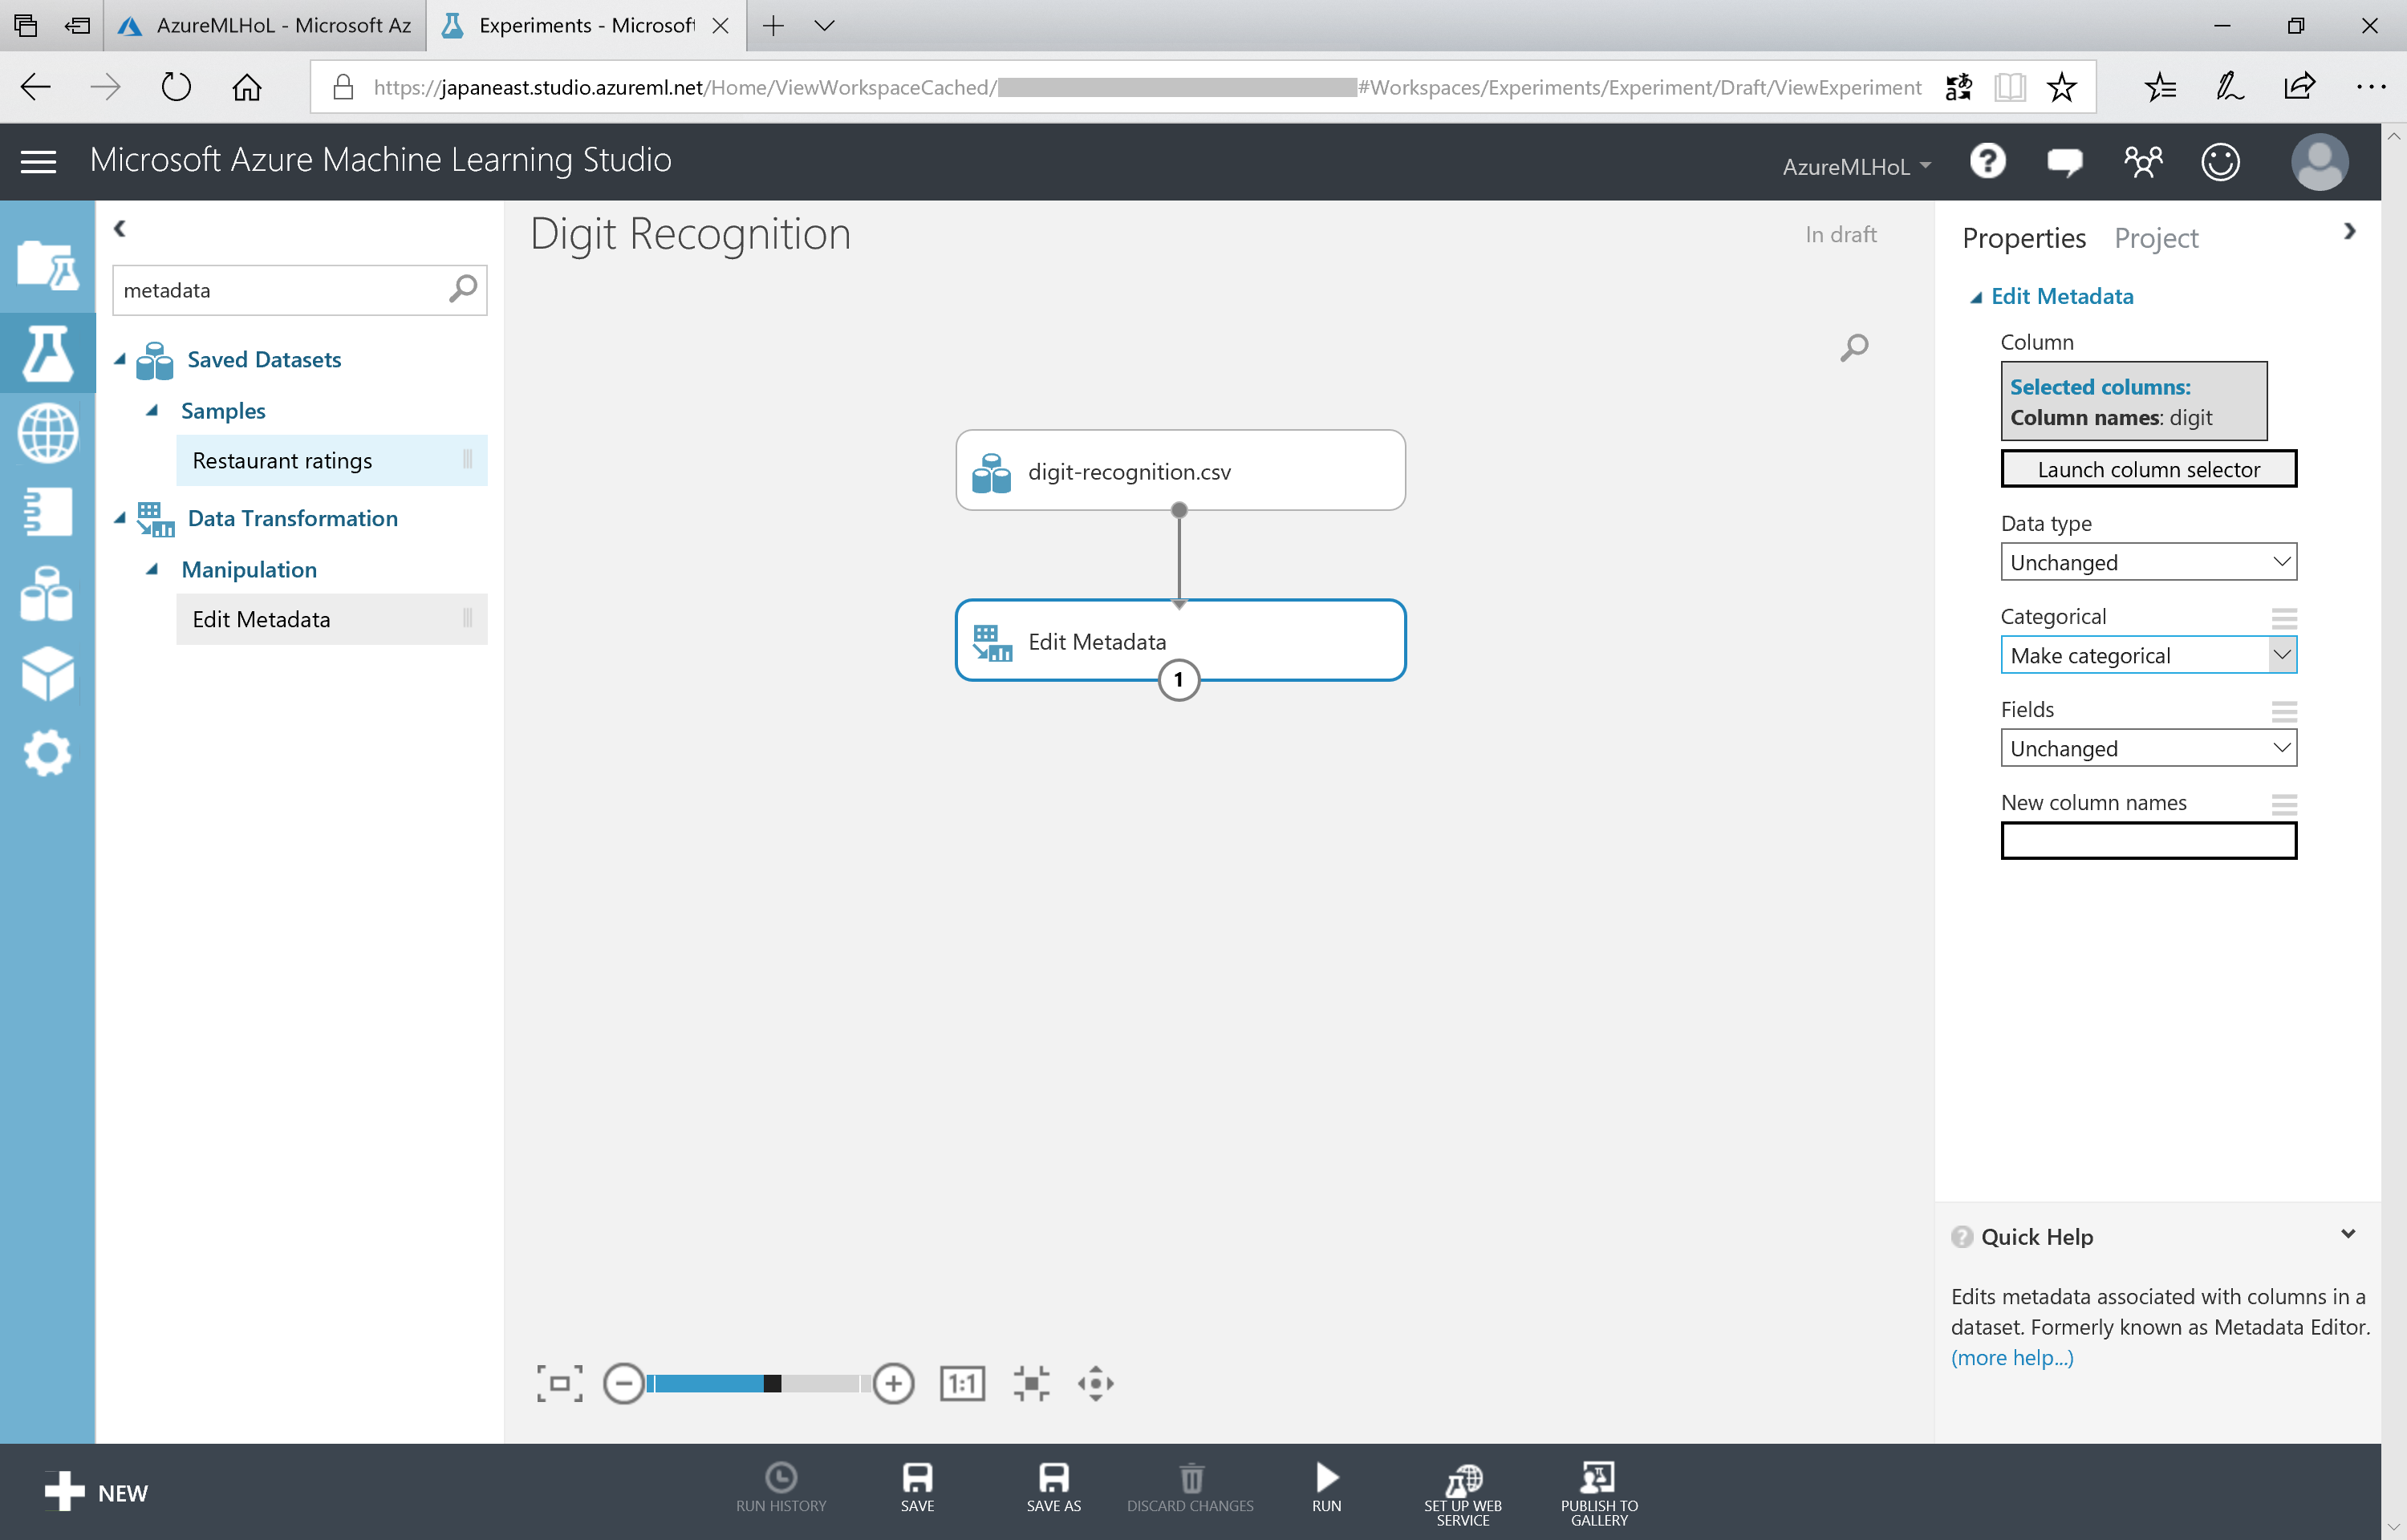 AzureMLHoL - Microsoft Az
Experiments - Microsoft
https://japaneast.studio.azureml.net/Home/ViewWorkspaceCached/ #Workspaces/Experiments/Experiment/Draft/ViewExperiment
Microsoft Azure Machine Learning Studio
AzureMLHoL
metadata
Saved Datasets
Samples
Restaurant ratings
Data Transformation
Manipulation
Edit Metadata
Digit Recognition
In draft
digit-recognition.csv
Edit Metadata
1
1:1
Properties Project
Edit Metadata
Column
Selected columns:
Column names: digit
Launch column selector
Data type
Unchanged
Categorical
Make categorical
Fields
Unchanged
New column names
Quick Help
Edits metadata associated with columns in a
dataset. Formerly known as Metadata Editor.
(more help...)
NEW
RUN HISTORY
SAVE
SAVE AS
DISCARD CHANGES
RUN
SET UP WEB
SERVICE
PUBLISH TO
GALLERY